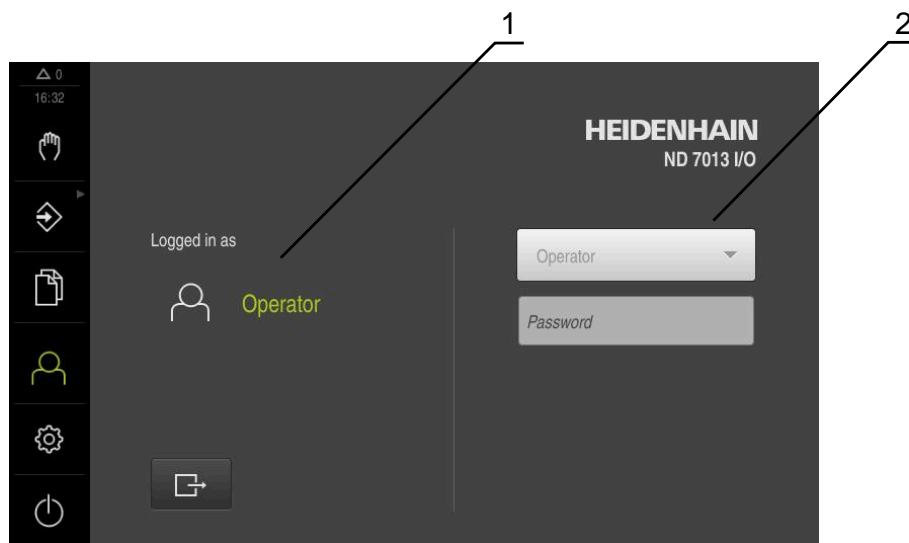 1
2
0
16:32
HEIDENHAIN
ND 7013 I/O
Logged in as
Operator
Operator
Password